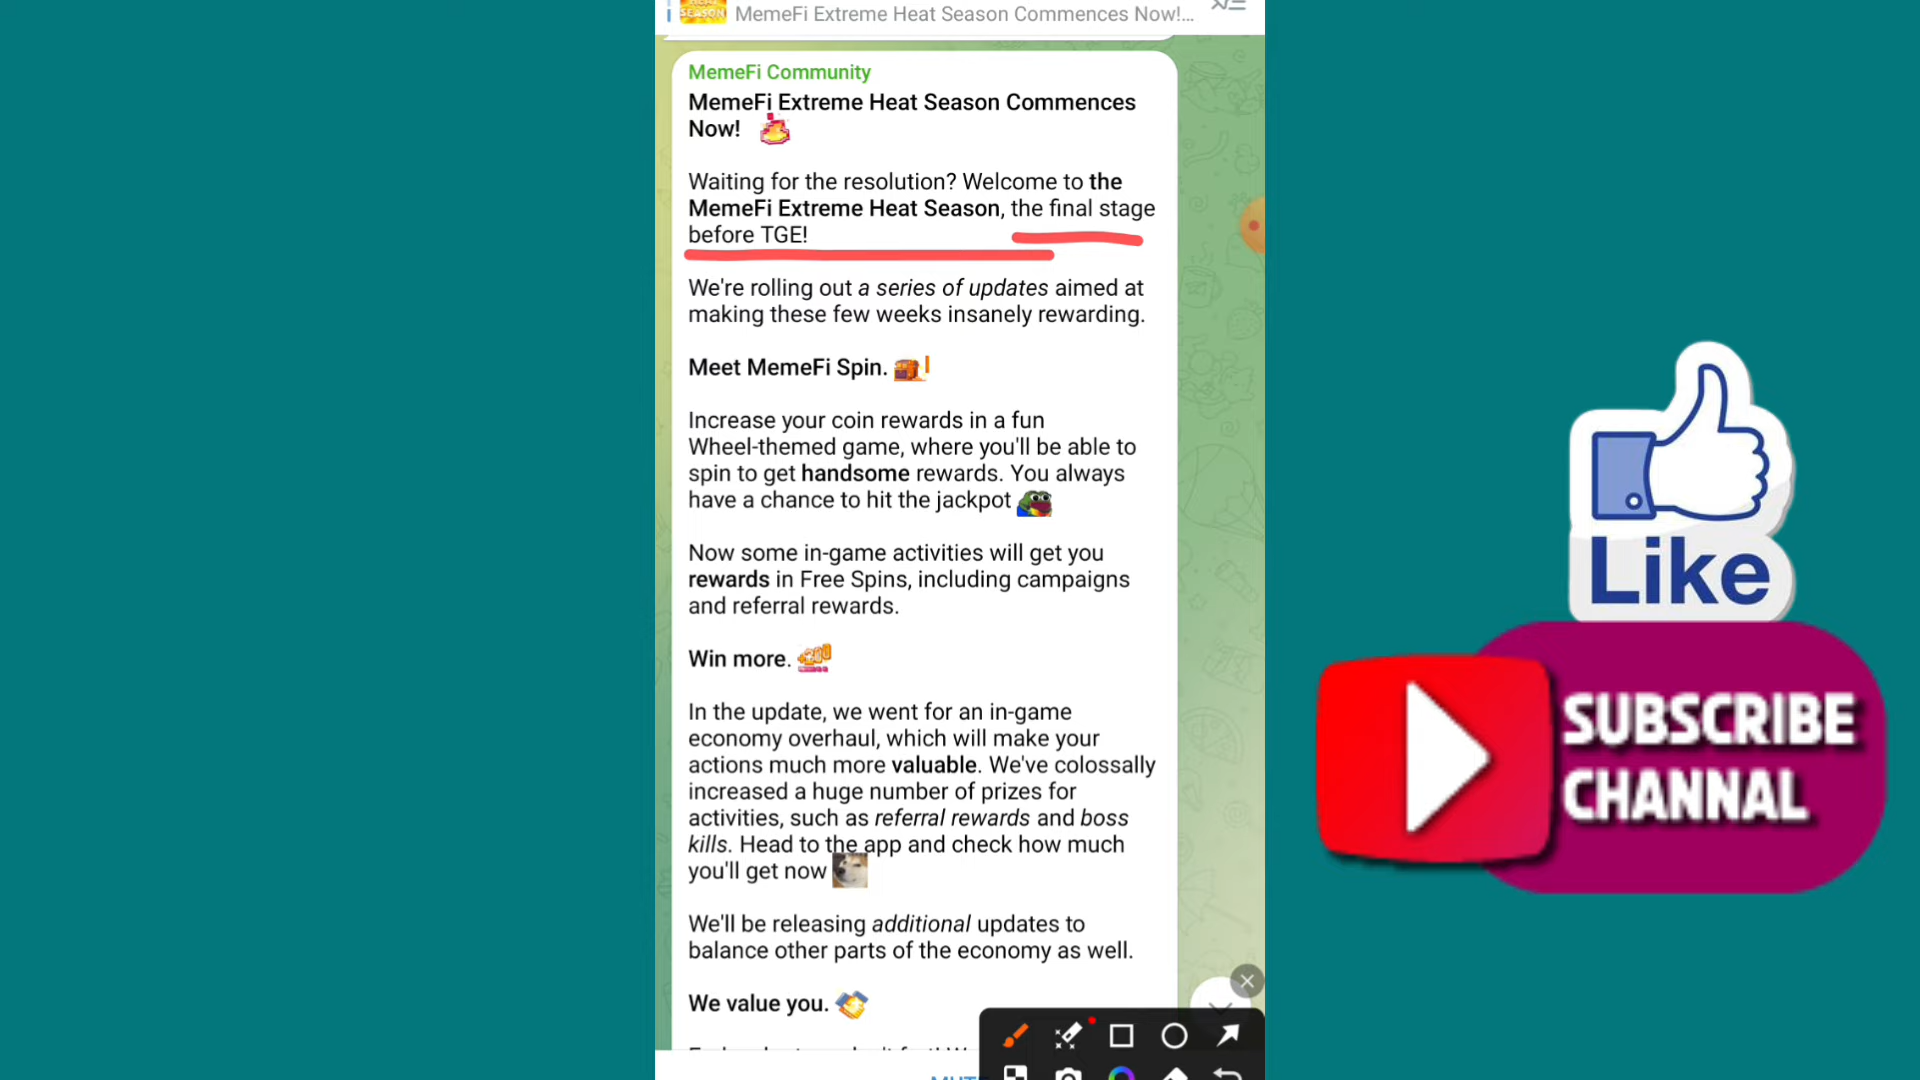 HEAT
SEASON
MemeFi Extreme Heat Season Commences Now!...
MemeFi Community
MemeFi Extreme Heat Season Commences
Now!
Waiting for the resolution? Welcome to the
MemeFi Extreme Heat Season, the final stage
before TGE!
We're rolling out a series of updates aimed at
making these few weeks insanely rewarding.
Meet MemeFi Spin.
Increase your coin rewards in a fun
Wheel-themed game, where you'll be able to
spin to get handsome rewards. You always
have a chance to hit the jackpot
Now some in-game activities will get you
rewards in Free Spins, including campaigns
and referral rewards.
Win more.
In the update, we went for an in-game
economy overhaul, which will make your
actions much more valuable. We've colossally
increased a huge number of prizes for
activities, such as referral rewards and boss
kills. Head to the app and check how much
you'll get now
We'll be releasing additional updates to
balance other parts of the economy as well.
We value you.
MUTE
Like
SUBSCRIBE
CHANNAL